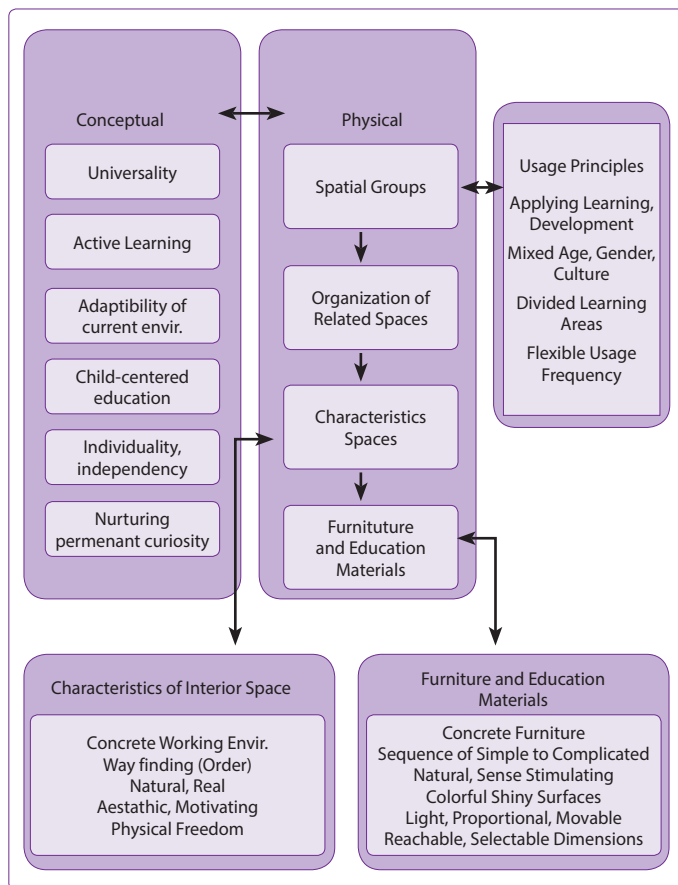 Conceptual
Universality
Active Learning
Adaptibility of
current envir.
Child-centered
education
Individuality,
independency
Nurturing
permenant curiosity
Physical
Spatial Groups
Organization of
Related Spaces
Characteristics
Spaces
Furnituture
and Education
Materials
Usage Principles
Applying Learning,
Development
Mixed Age, Gender,
Culture
Divided Learning
Areas
Flexible Usage
Frequency
Characteristics of Interior Space
Concrete Working Envir.
Way finding (Order)
Natural, Real
Aestathic, Motivating
Physical Freedom
Furniture and Education
Materials
Concrete Furniture
Sequence of Simple to Complicated
Natural, Sense Stimulating
Colorful Shiny Surfaces
Light, Proportional, Movable
Reachable, Selectable Dimensions